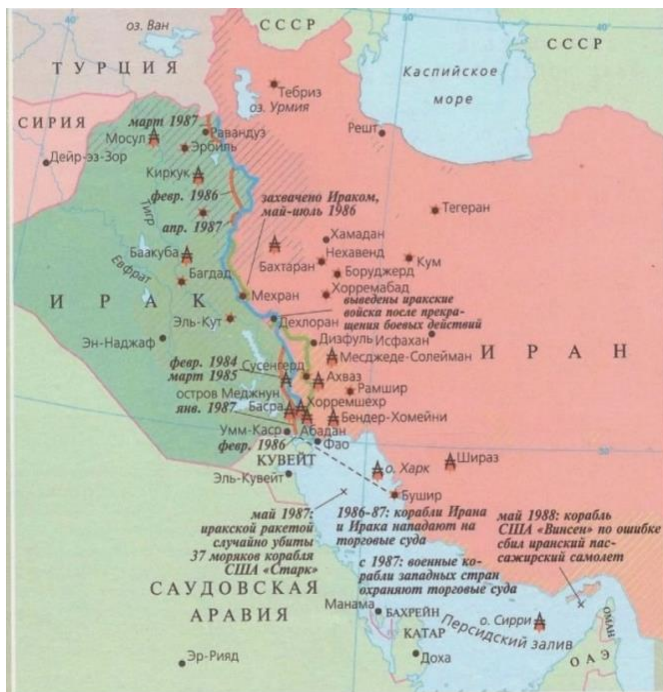 СССР
оз. Ван
СССР
ТУРЦИЯ
Тебриз
Каспийское
море
оз. Урмия
СИРИЯ
март 1987
Равандуз
Решт
Мосул
Эрбиль
Дейр-эз-Зор
Киркук
февр. 1986
захвачено Ираком,
май-июль 1986
Тегеран
Тигр
апр. 1987
Хамадан
Баакуба
Нехавенд
Кум
Бахтаран
Боруджерд
Евфрат
Багдад
Хорремабад
Мехран
выведены иракские
войска после прекра-
щения боевых действий
ИРАК
Эль-Кут
Дехлоран
Эн-Наджаф
Дизфуль
Исфахан
ИРАН
февр. 1984
март 1985
Сусенгерд
Месджеде-Солейман
Ахваз
остров Меджнун
Рамшир
янв. 1987
Хорремшехр
Басра
Бендер-Хомейни
Умм-Каср
Абадан
февр. 1986
Фао
КУВЕЙТ
о. Харк
Шираз
Эль-Кувейт
Бушир
май 1987:
иракской ракетой
случайно убиты
37 моряков корабля
США «Старк»
1986-87: корабли Ирана
и Ирака нападают на
торговые суда
май 1988: корабль
США «Винсен» по ошибке
сбил иранский пас-
сажирский самолет
с 1987: военные ко-
рабли западных стран
охраняют торговые суда
САУДОВСКАЯ
АРАВИЯ
Манама
БАХРЕЙН
о. Сирри
Персидский залив
ОМАН
КАТАР
Эр-Рияд
Доха
ОАЭ